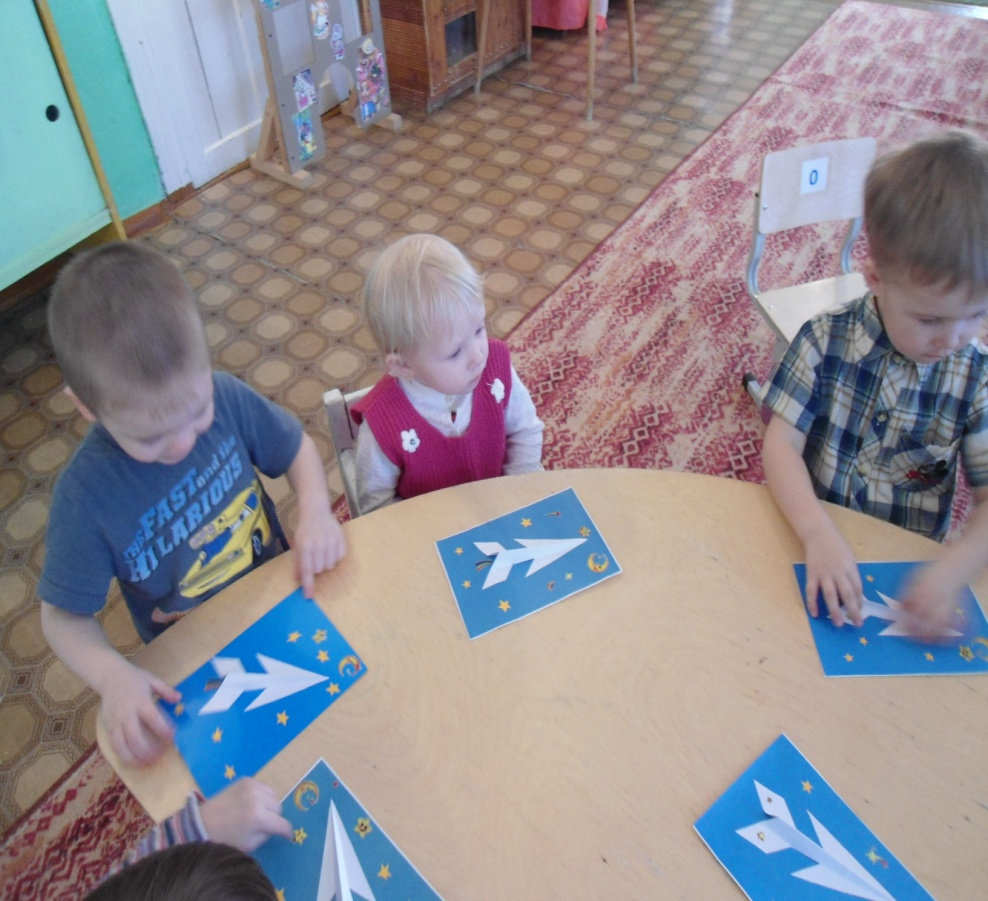 THE FAST and the
HILARIOUS
0